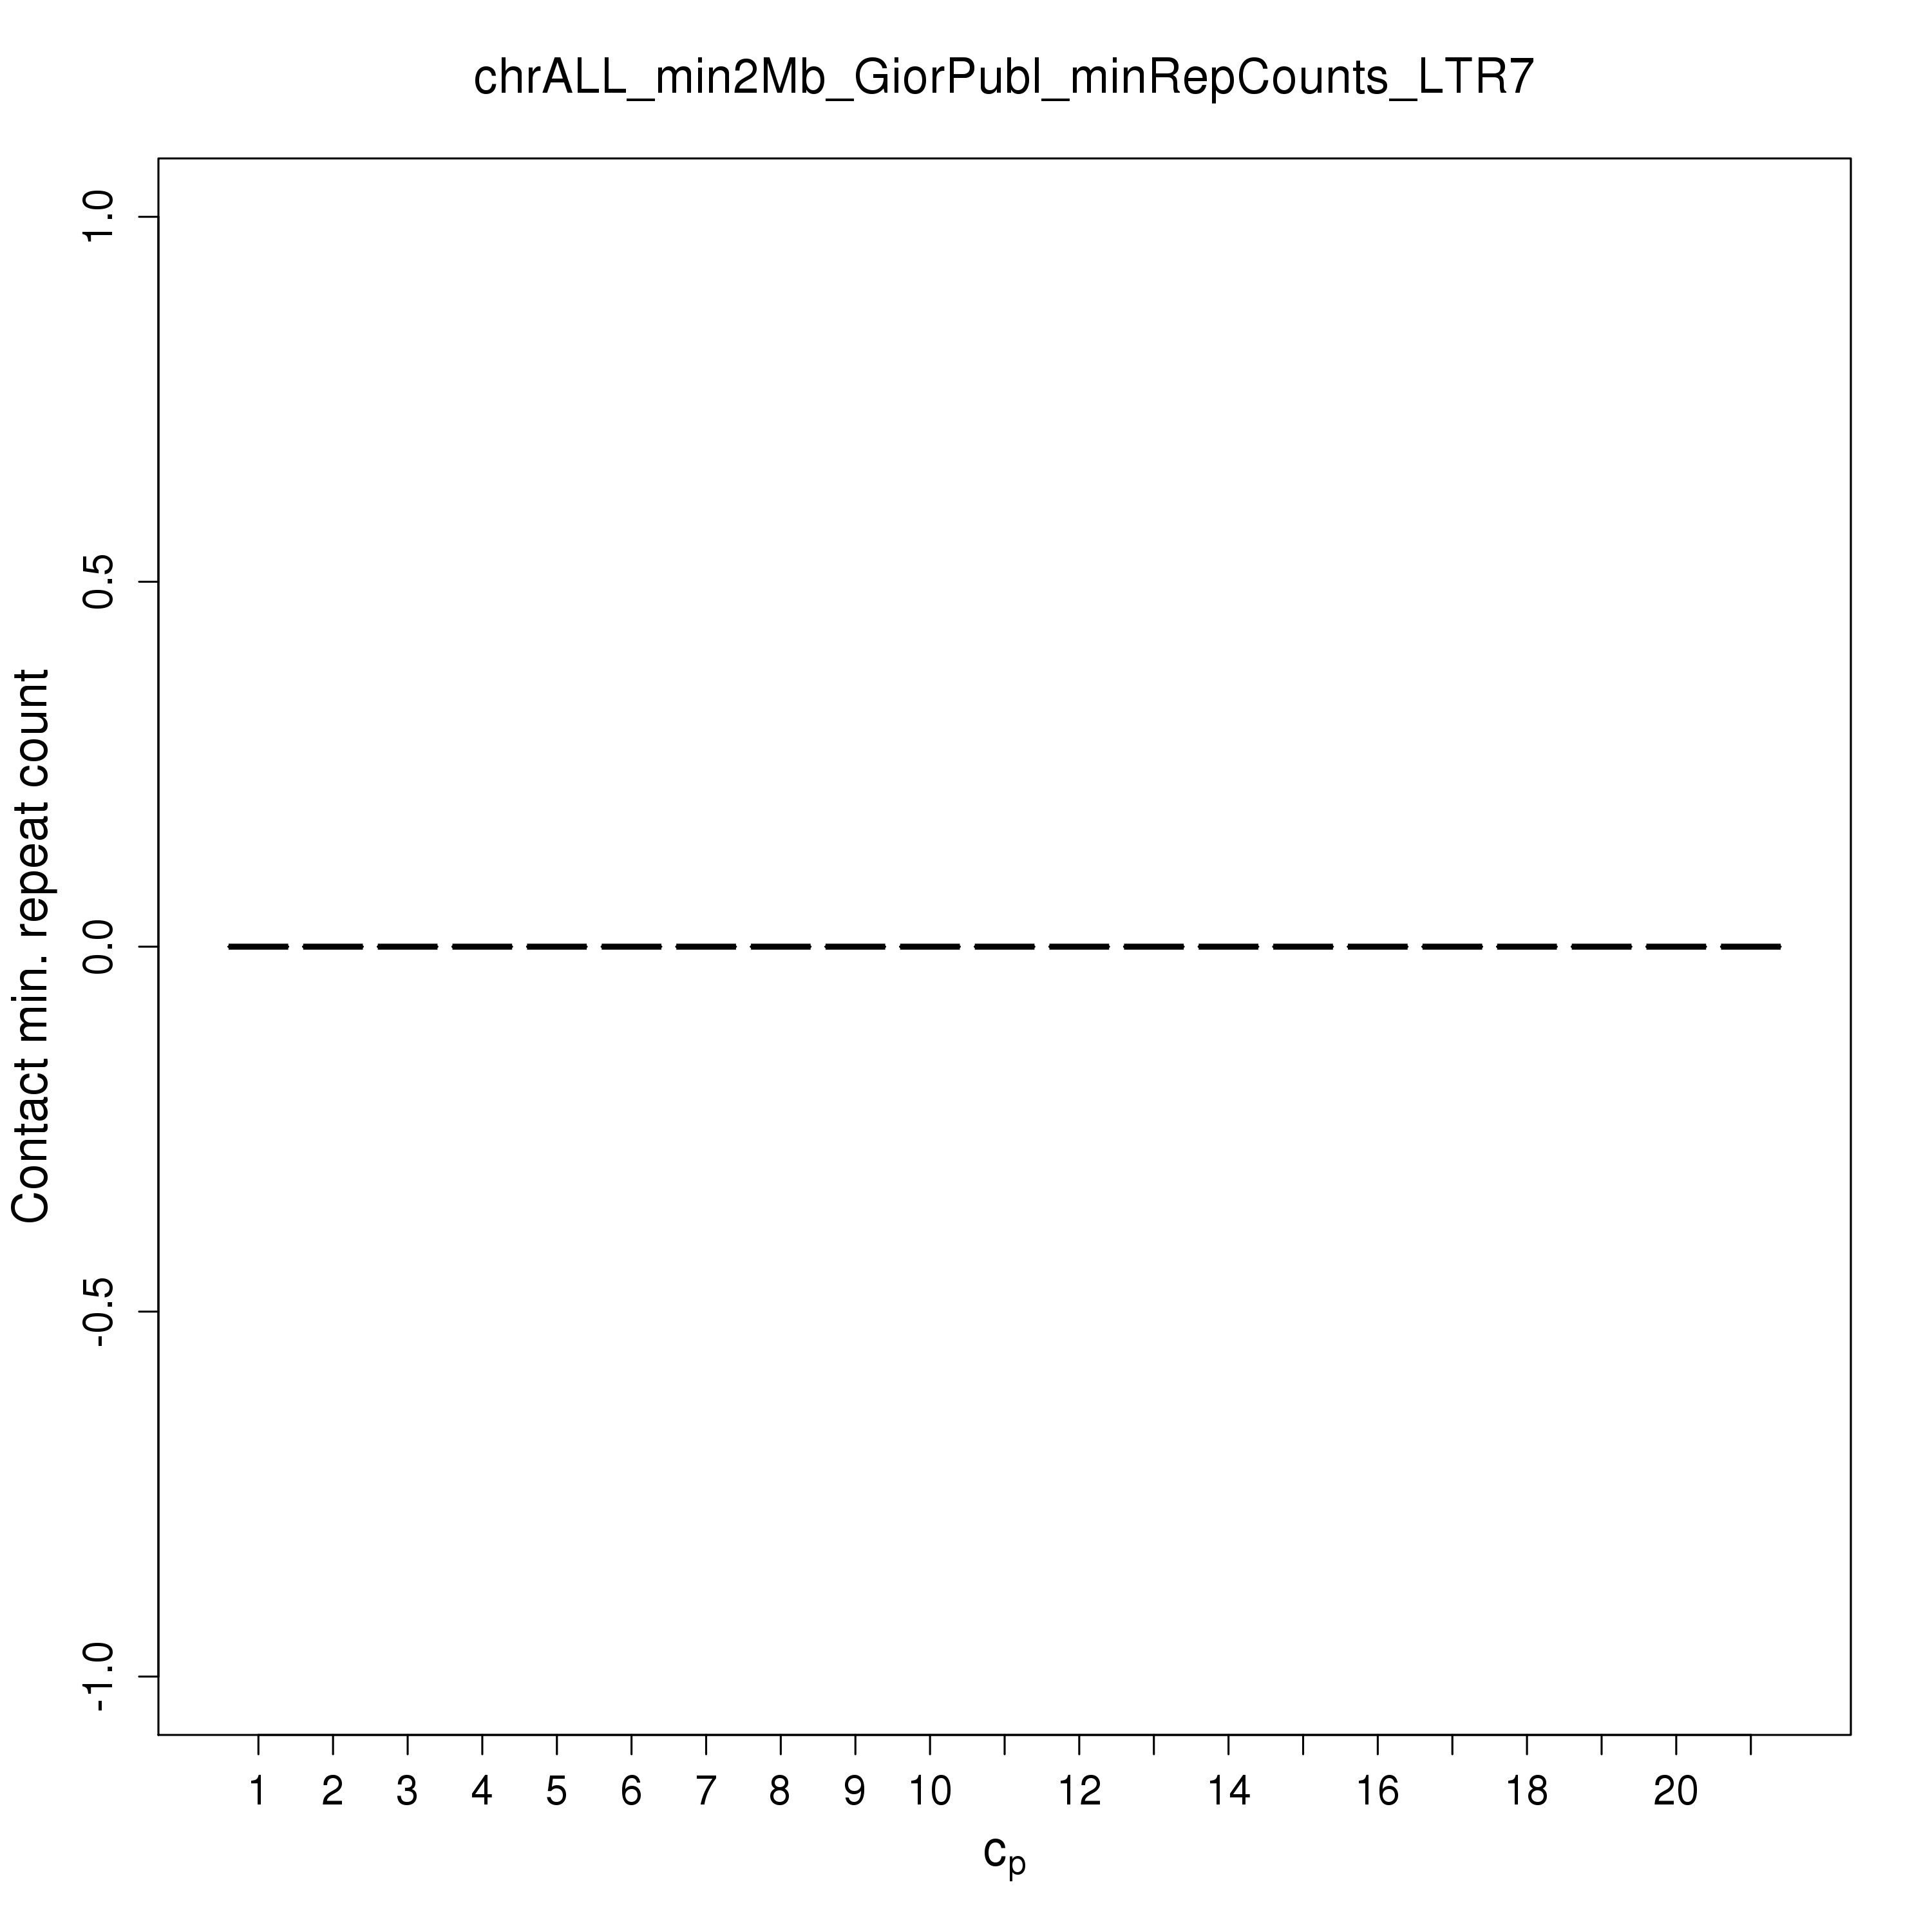 chrALL_min2Mb_GiorPubl_minRepCounts_LTR7
Contact min. repeat count
1.0
0.5
0.0
-0.5
-1.0
1 2 3 4 5 6 7 8 9 10 12 14 16 18 20
cp